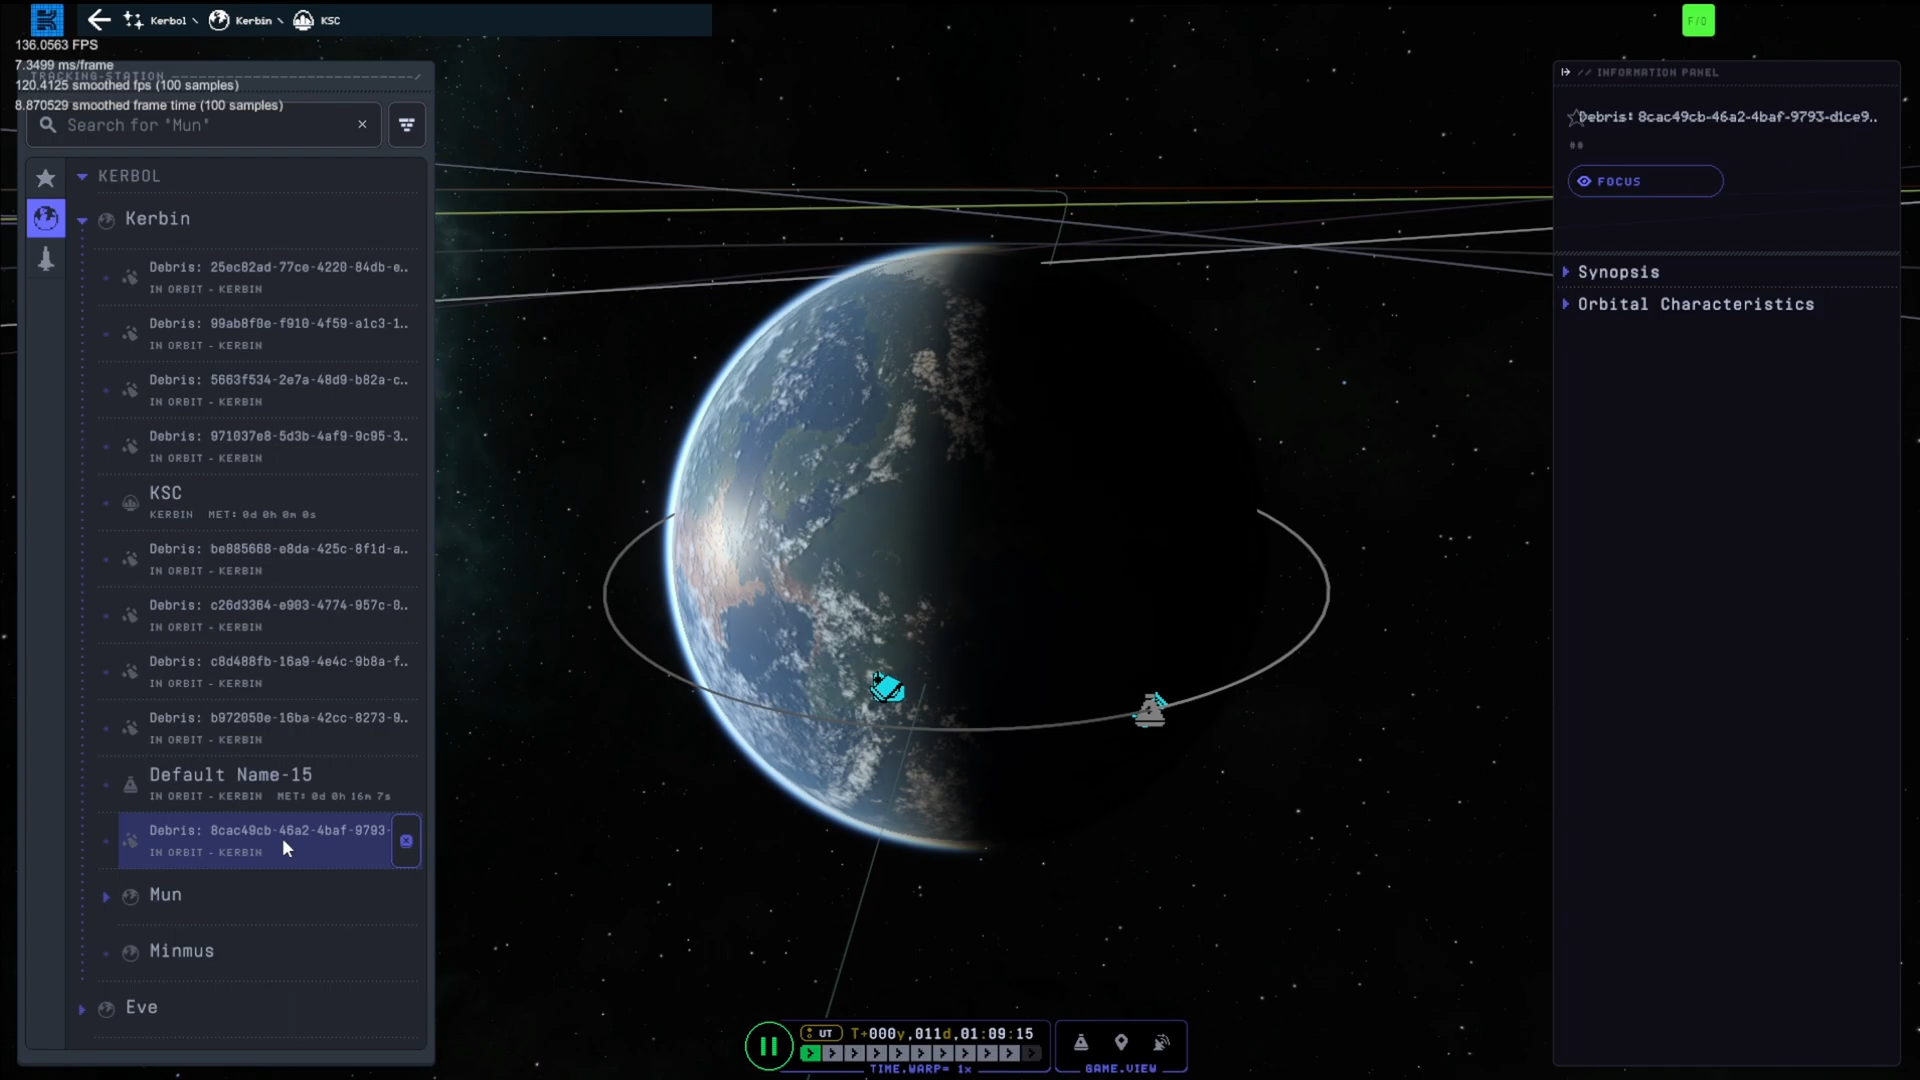 Kerbol \ Kerbin \ KSC
F/O
136.0563 FPS
7.3499 ms/frame
120.4125 smoothed fps (100 samples)
8.870529 smoothed frame time (100 samples)
TRACKING-STATION
Search for "Mun"
KERBOL
Kerbin
Debris: 25ec82ad-77ce-4220-84db-e..
IN ORBIT - KERBIN
Debris: 99ab8f0e-f910-4f59-a1c3-1..
IN ORBIT - KERBIN
Debris: 5663f534-2e7a-48d9-b82a-c..
IN ORBIT - KERBIN
Debris: 971037e8-5d3b-4af9-9c95-3..
IN ORBIT - KERBIN
KSC
KERBIN MET: 0d 0h 0m 0s
Debris: be885668-e8da-425c-8f1d-a..
IN ORBIT - KERBIN
Debris: c26d3364-e903-4774-957c-0..
IN ORBIT - KERBIN
Debris: c8d488fb-16a9-4e4c-9b8a-f..
IN ORBIT - KERBIN
Debris: b972050e-16ba-42cc-8273-9..
IN ORBIT - KERBIN
Default Name-15
IN ORBIT - KERBIN MET: 0d 0h 16m 7s
Debris: 8cac49cb-46a2-4baf-9793-
IN ORBIT - KERBIN
Mun
Minmus
Eve
// INFORMATION PANEL
Debris: 8cac49cb-46a2-4baf-9793-d1ce9..
##
FOCUS
Synopsis
Orbital Characteristics
UT T+000y,011d,01:09:15
TIME.WARP= 1x
GAME.VIEW